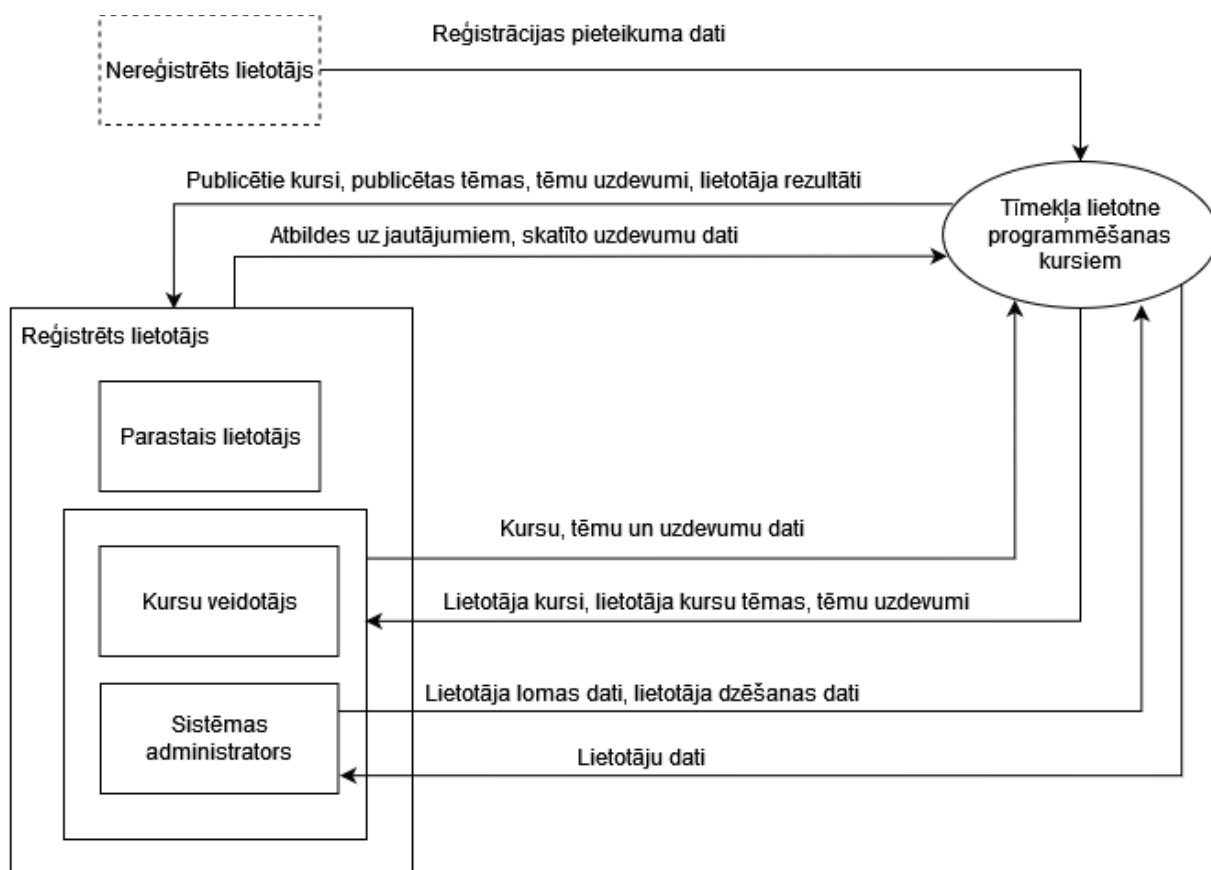 Reģistrācijas pieteikuma dati
Nereģistrēts lietotājs
Publicētie kursi, publicētas tēmas, tēmu uzdevumi, lietotāja rezultāti
Tīmekļa lietotne
programmēšanas
kursiem
Atbildes uz jautājumiem, skatīto uzdevumu dati
Reģistrēts lietotājs
Parastais lietotājs
Kursu, tēmu un uzdevumu dati
Kursu veidotājs
Lietotāja kursi, lietotāja kursu tēmas, tēmu uzdevumi
Lietotāja lomas dati, lietotāja dzēšanas dati
Sistēmas
administrators
Lietotāju dati